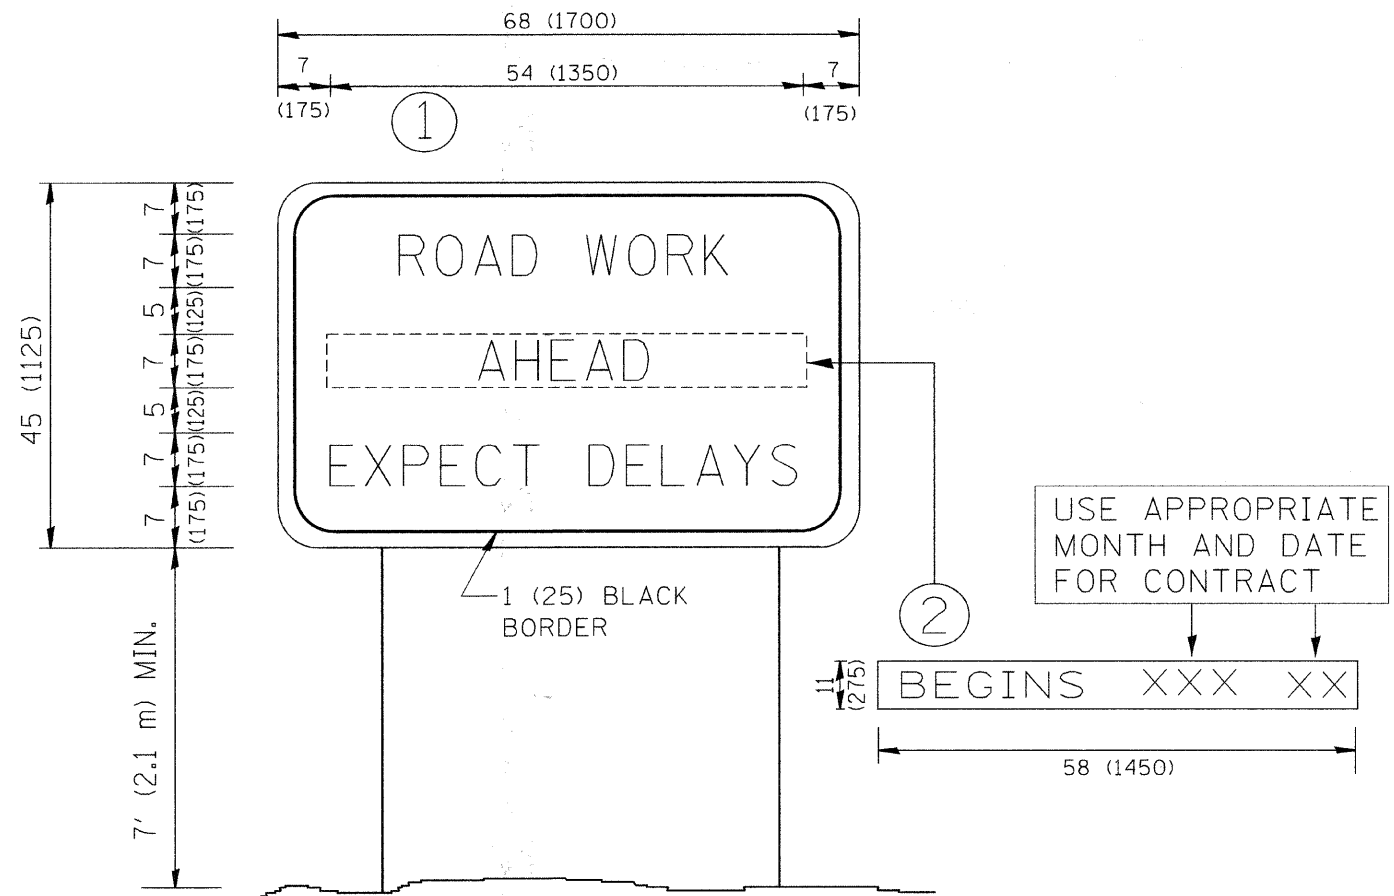 68 (1700)
7
54 (1350)
7
(175)
(175)
1
45 (1125)
7
(175)
7
(175)
5
(125)
7
(175)
5
(125)
7
(175)
7
(175)
ROAD WORK
AHEAD
EXPECT DELAYS
1 (25) BLACK
BORDER
7' (2.1 m) MIN.
USE APPROPRIATE
MONTH AND DATE
FOR CONTRACT
2
11
(275)
BEGINS XXX XX
58 (1450)